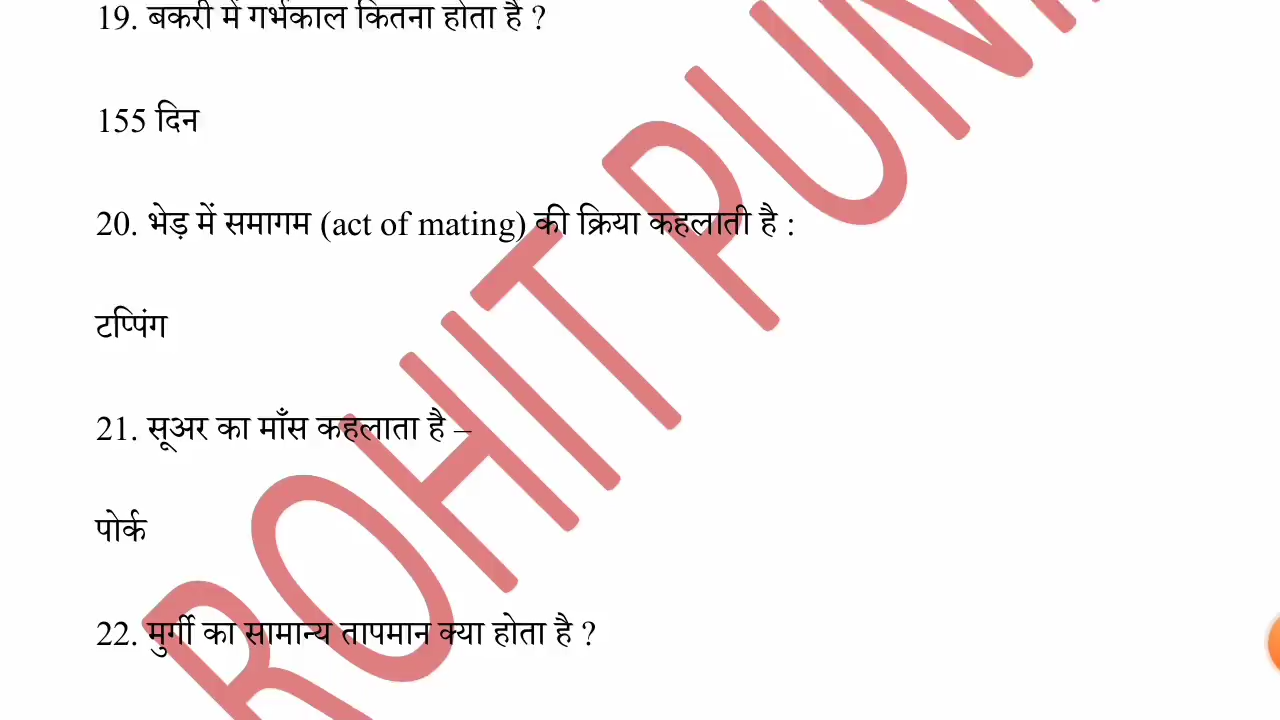 19. बकरी में गर्भकाल कितना होता है ?
155 दिन
20. भेड़ में समागम (act of mating) की क्रिया कहलाती है :
टप्पिंग
21. सूअर का माँस कहलाता है –
पोर्क
22. मुर्गी का सामान्य तापमान क्या होता है ?
ROHIT